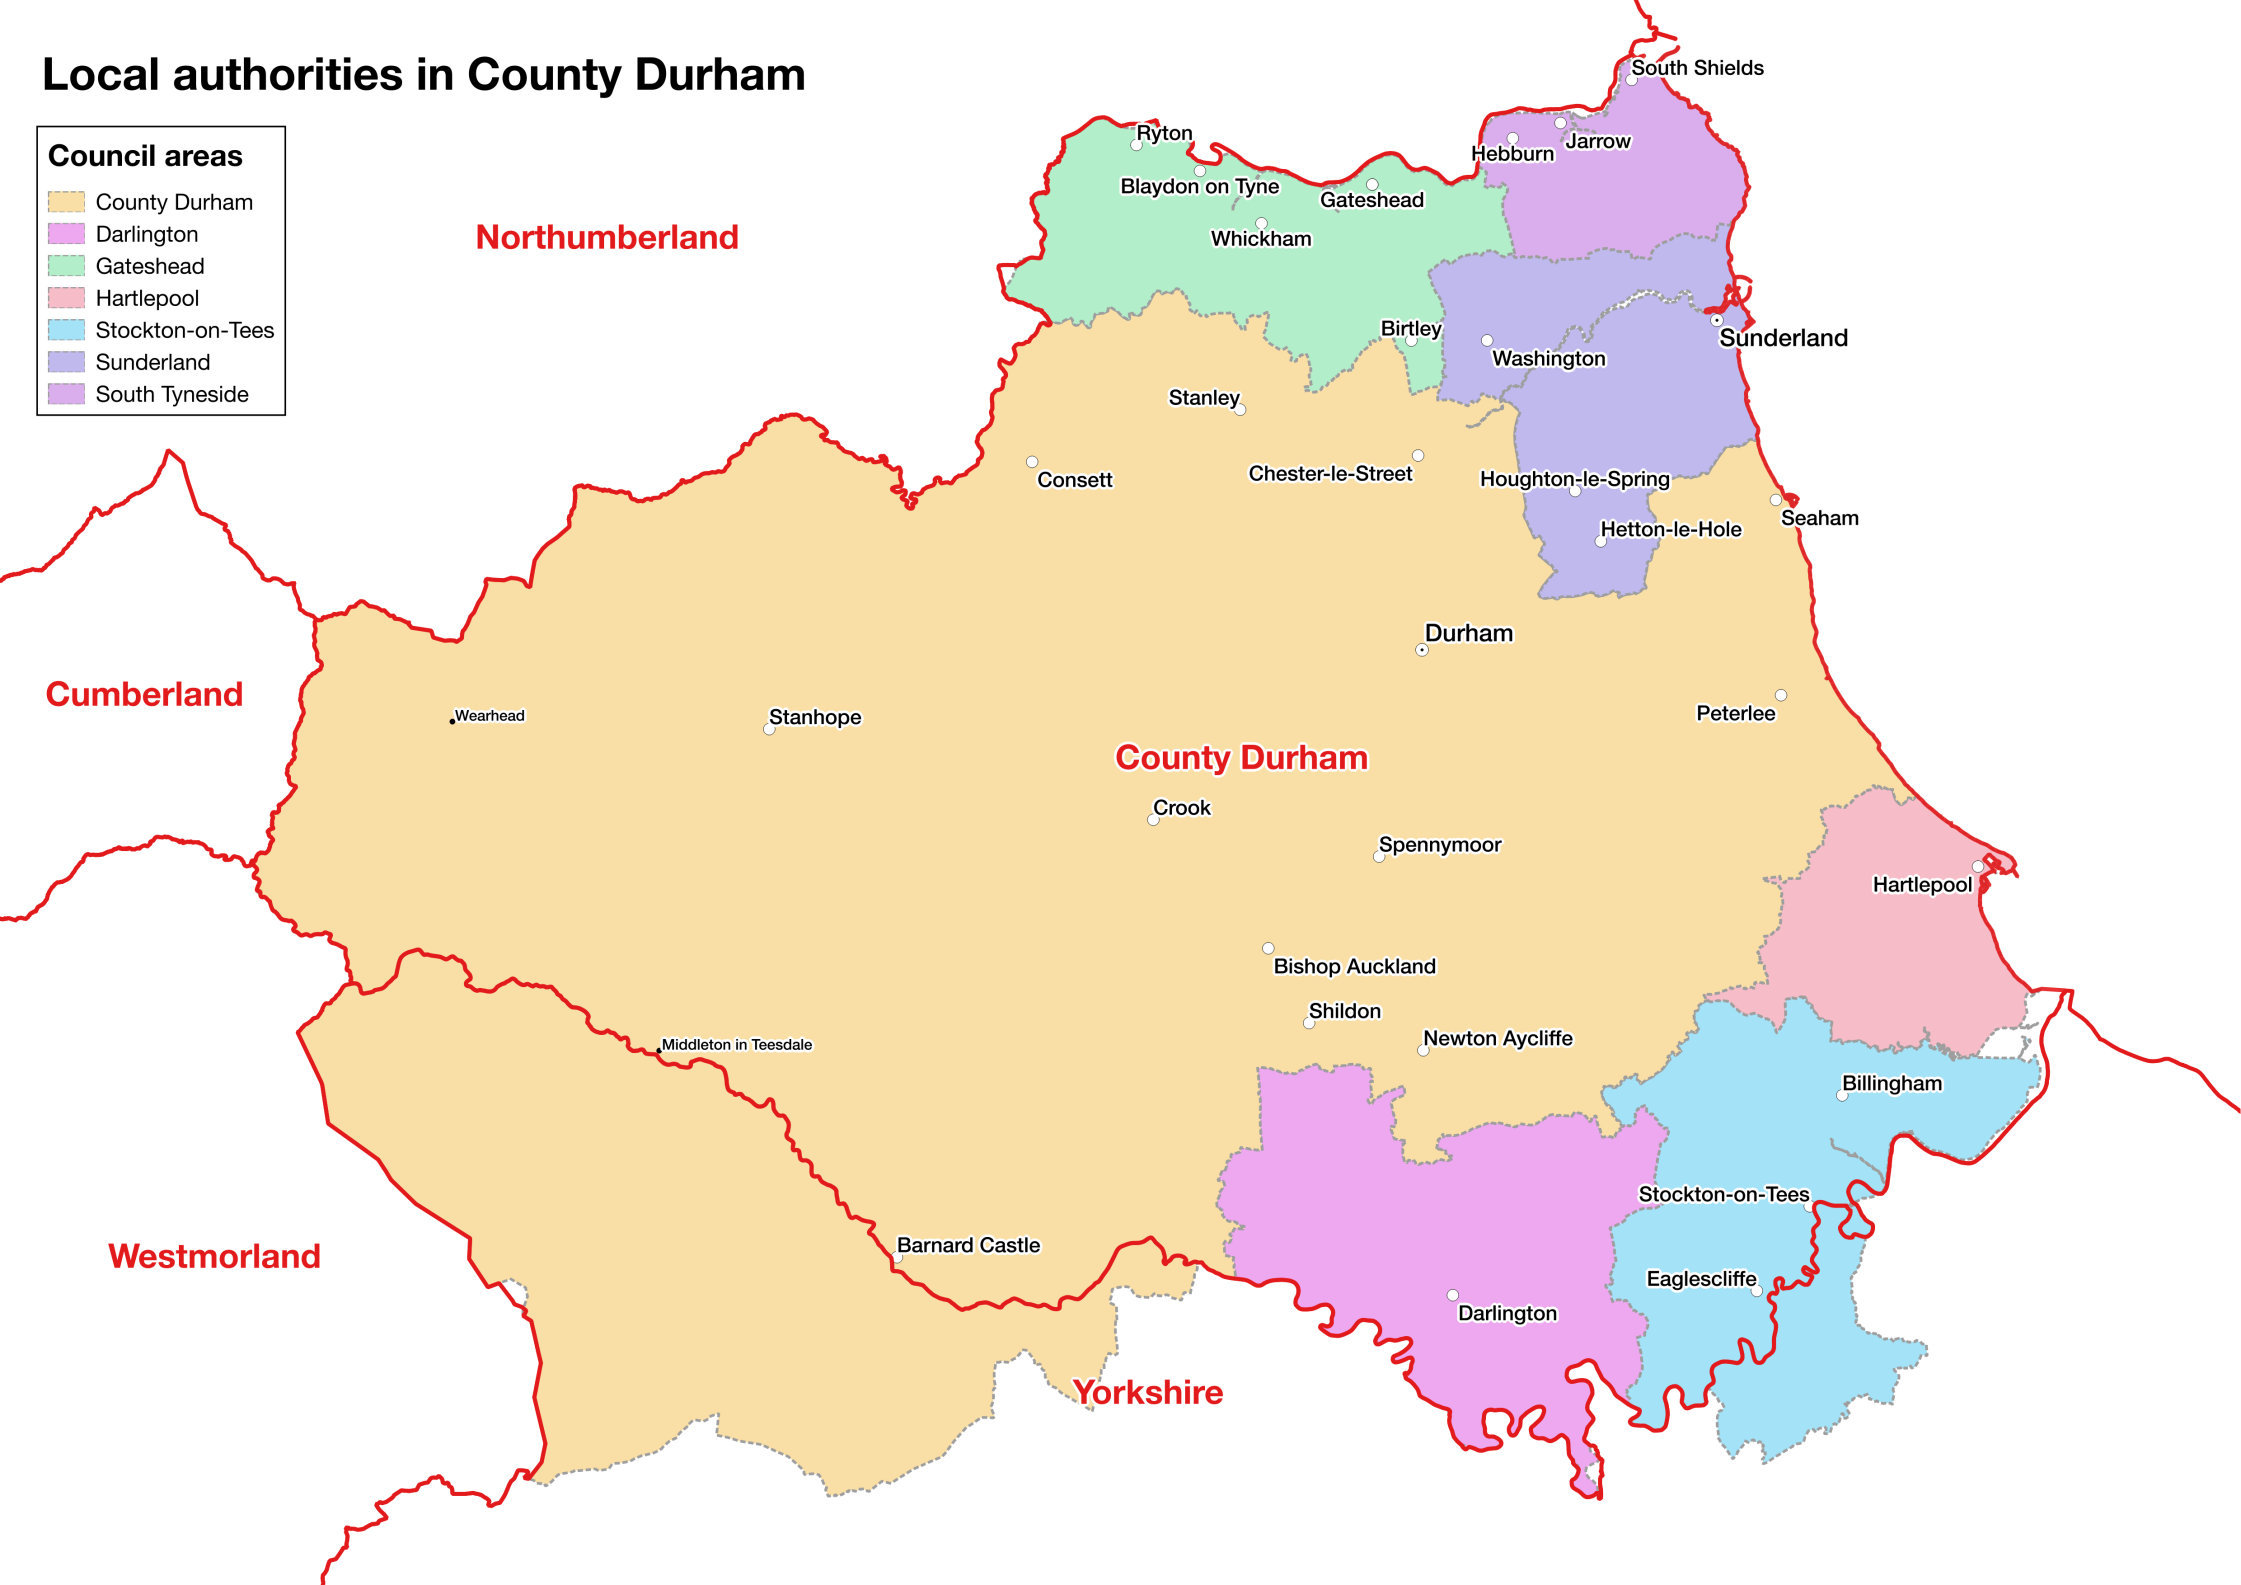 Local authorities in County Durham
Council areas
County Durham
Darlington
Gateshead
Hartlepool
Stockton-on-Tees
Sunderland
South Tyneside
South Shields
Ryton
Jarrow
Hebburn
Blaydon on Tyne
Gateshead
Northumberland
Whickham
Birtley
Sunderland
Washington
Stanley
Consett
Chester-le-Street
Houghton-le-Spring
Seaham
Hetton-le-Hole
Durham
Cumberland
Wearhead
Stanhope
Peterlee
County Durham
Crook
Spennymoor
Hartlepool
Bishop Auckland
Shildon
Newton Aycliffe
Middleton in Teesdale
Billingham
Stockton-on-Tees
Barnard Castle
Westmorland
Eaglescliffe
Darlington
Yorkshire